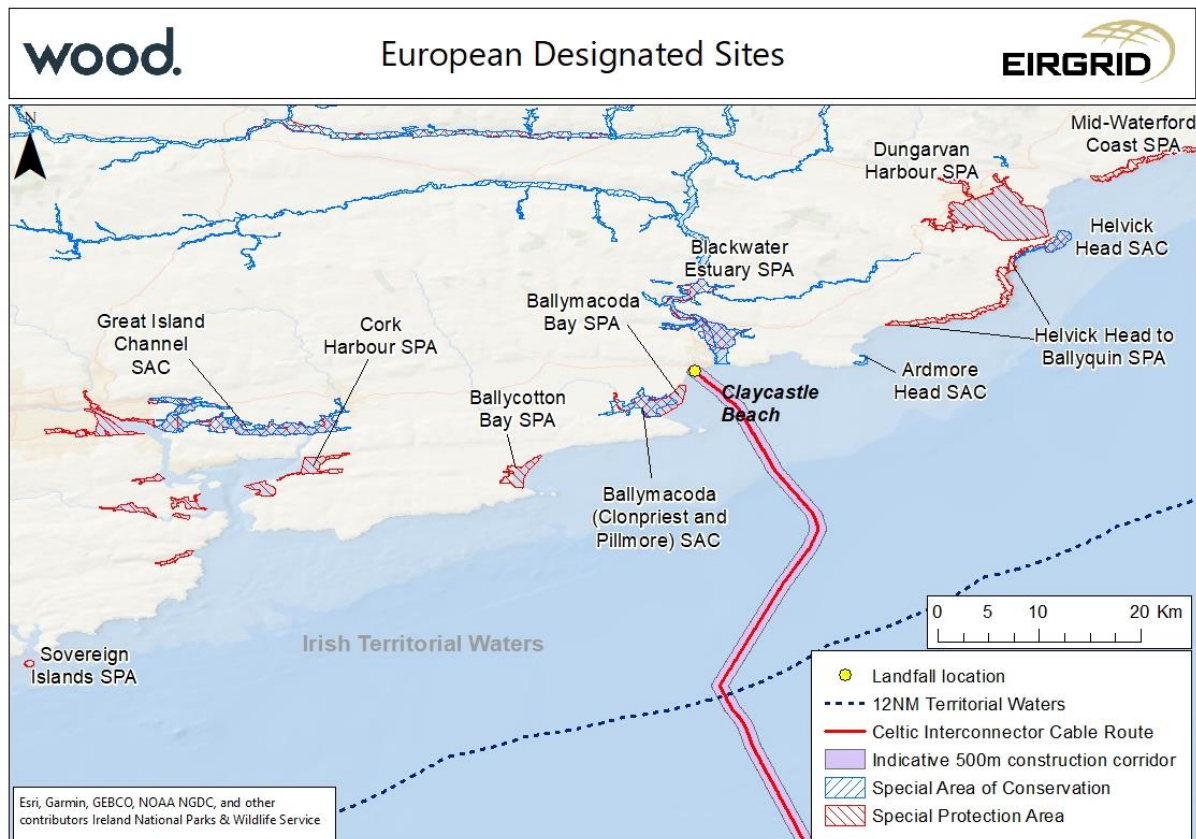 wood.
European Designated Sites
EIRGRID
N
Mid-Waterford
Coast SPA
Dungarvan
Harbour SPA
Helvick
Head SAC
Blackwater
Estuary SPA
Ballymacoda
Bay SPA
Great Island
Channel
SAC
Cork
Harbour SPA
Helvick Head to
Ballyquin SPA
Ardmore
Head SAC
Claycastle
Beach
Ballycotton
Bay SPA
Ballymacoda
(Clonpriest and
Pillmore) SAC
Irish Territorial Waters
Sovereign
Islands SPA
0 5 10 20 Km
Landfall location
12NM Territorial Waters
Celtic Interconnector Cable Route
Indicative 500m construction corridor
Special Area of Conservation
Special Protection Area
Esri, Garmin, GEBCO, NOAA NGDC, and other
contributors Ireland National Parks & Wildlife Service